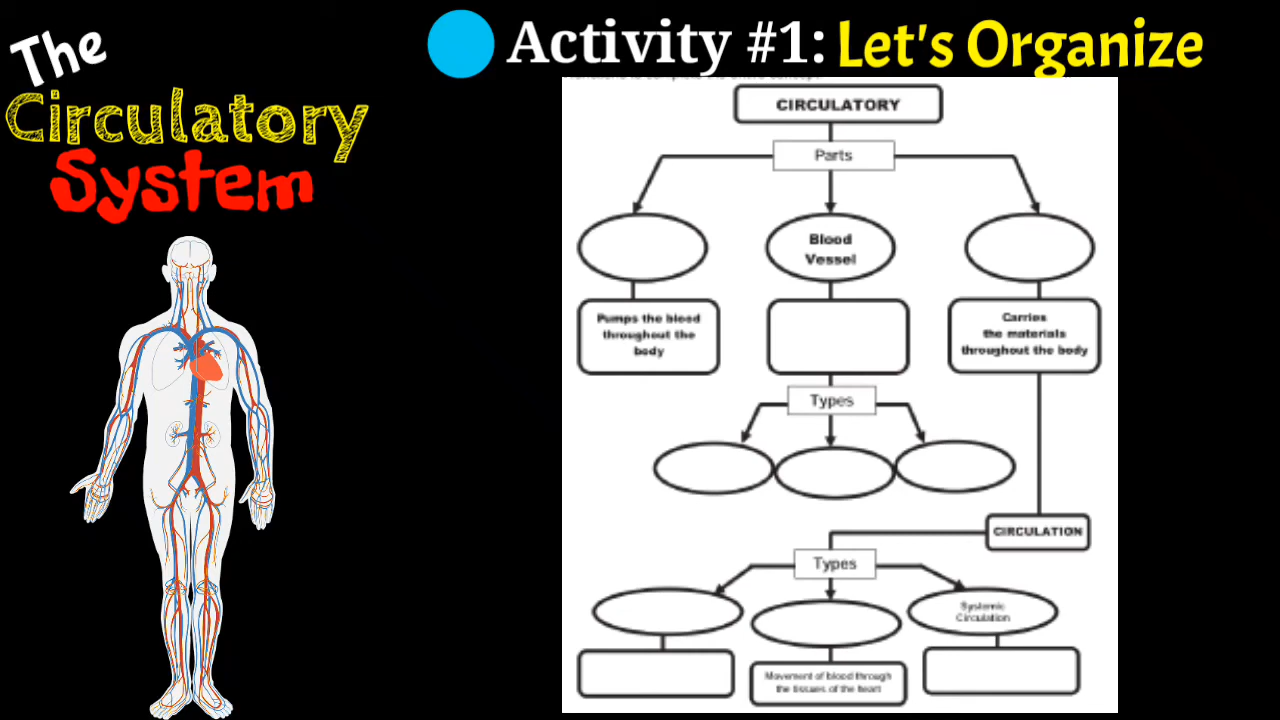 The
Circulatory
System
Activity #1: Let's Organize
CIRCULATORY
Parts
Blood
Vessel
Pumps the blood
throughout the
body
Carries
the materials
throughout the body
Types
CIRCULATION
Types
Systemic
Circulation
Movement of blood through
the tissues of the heart